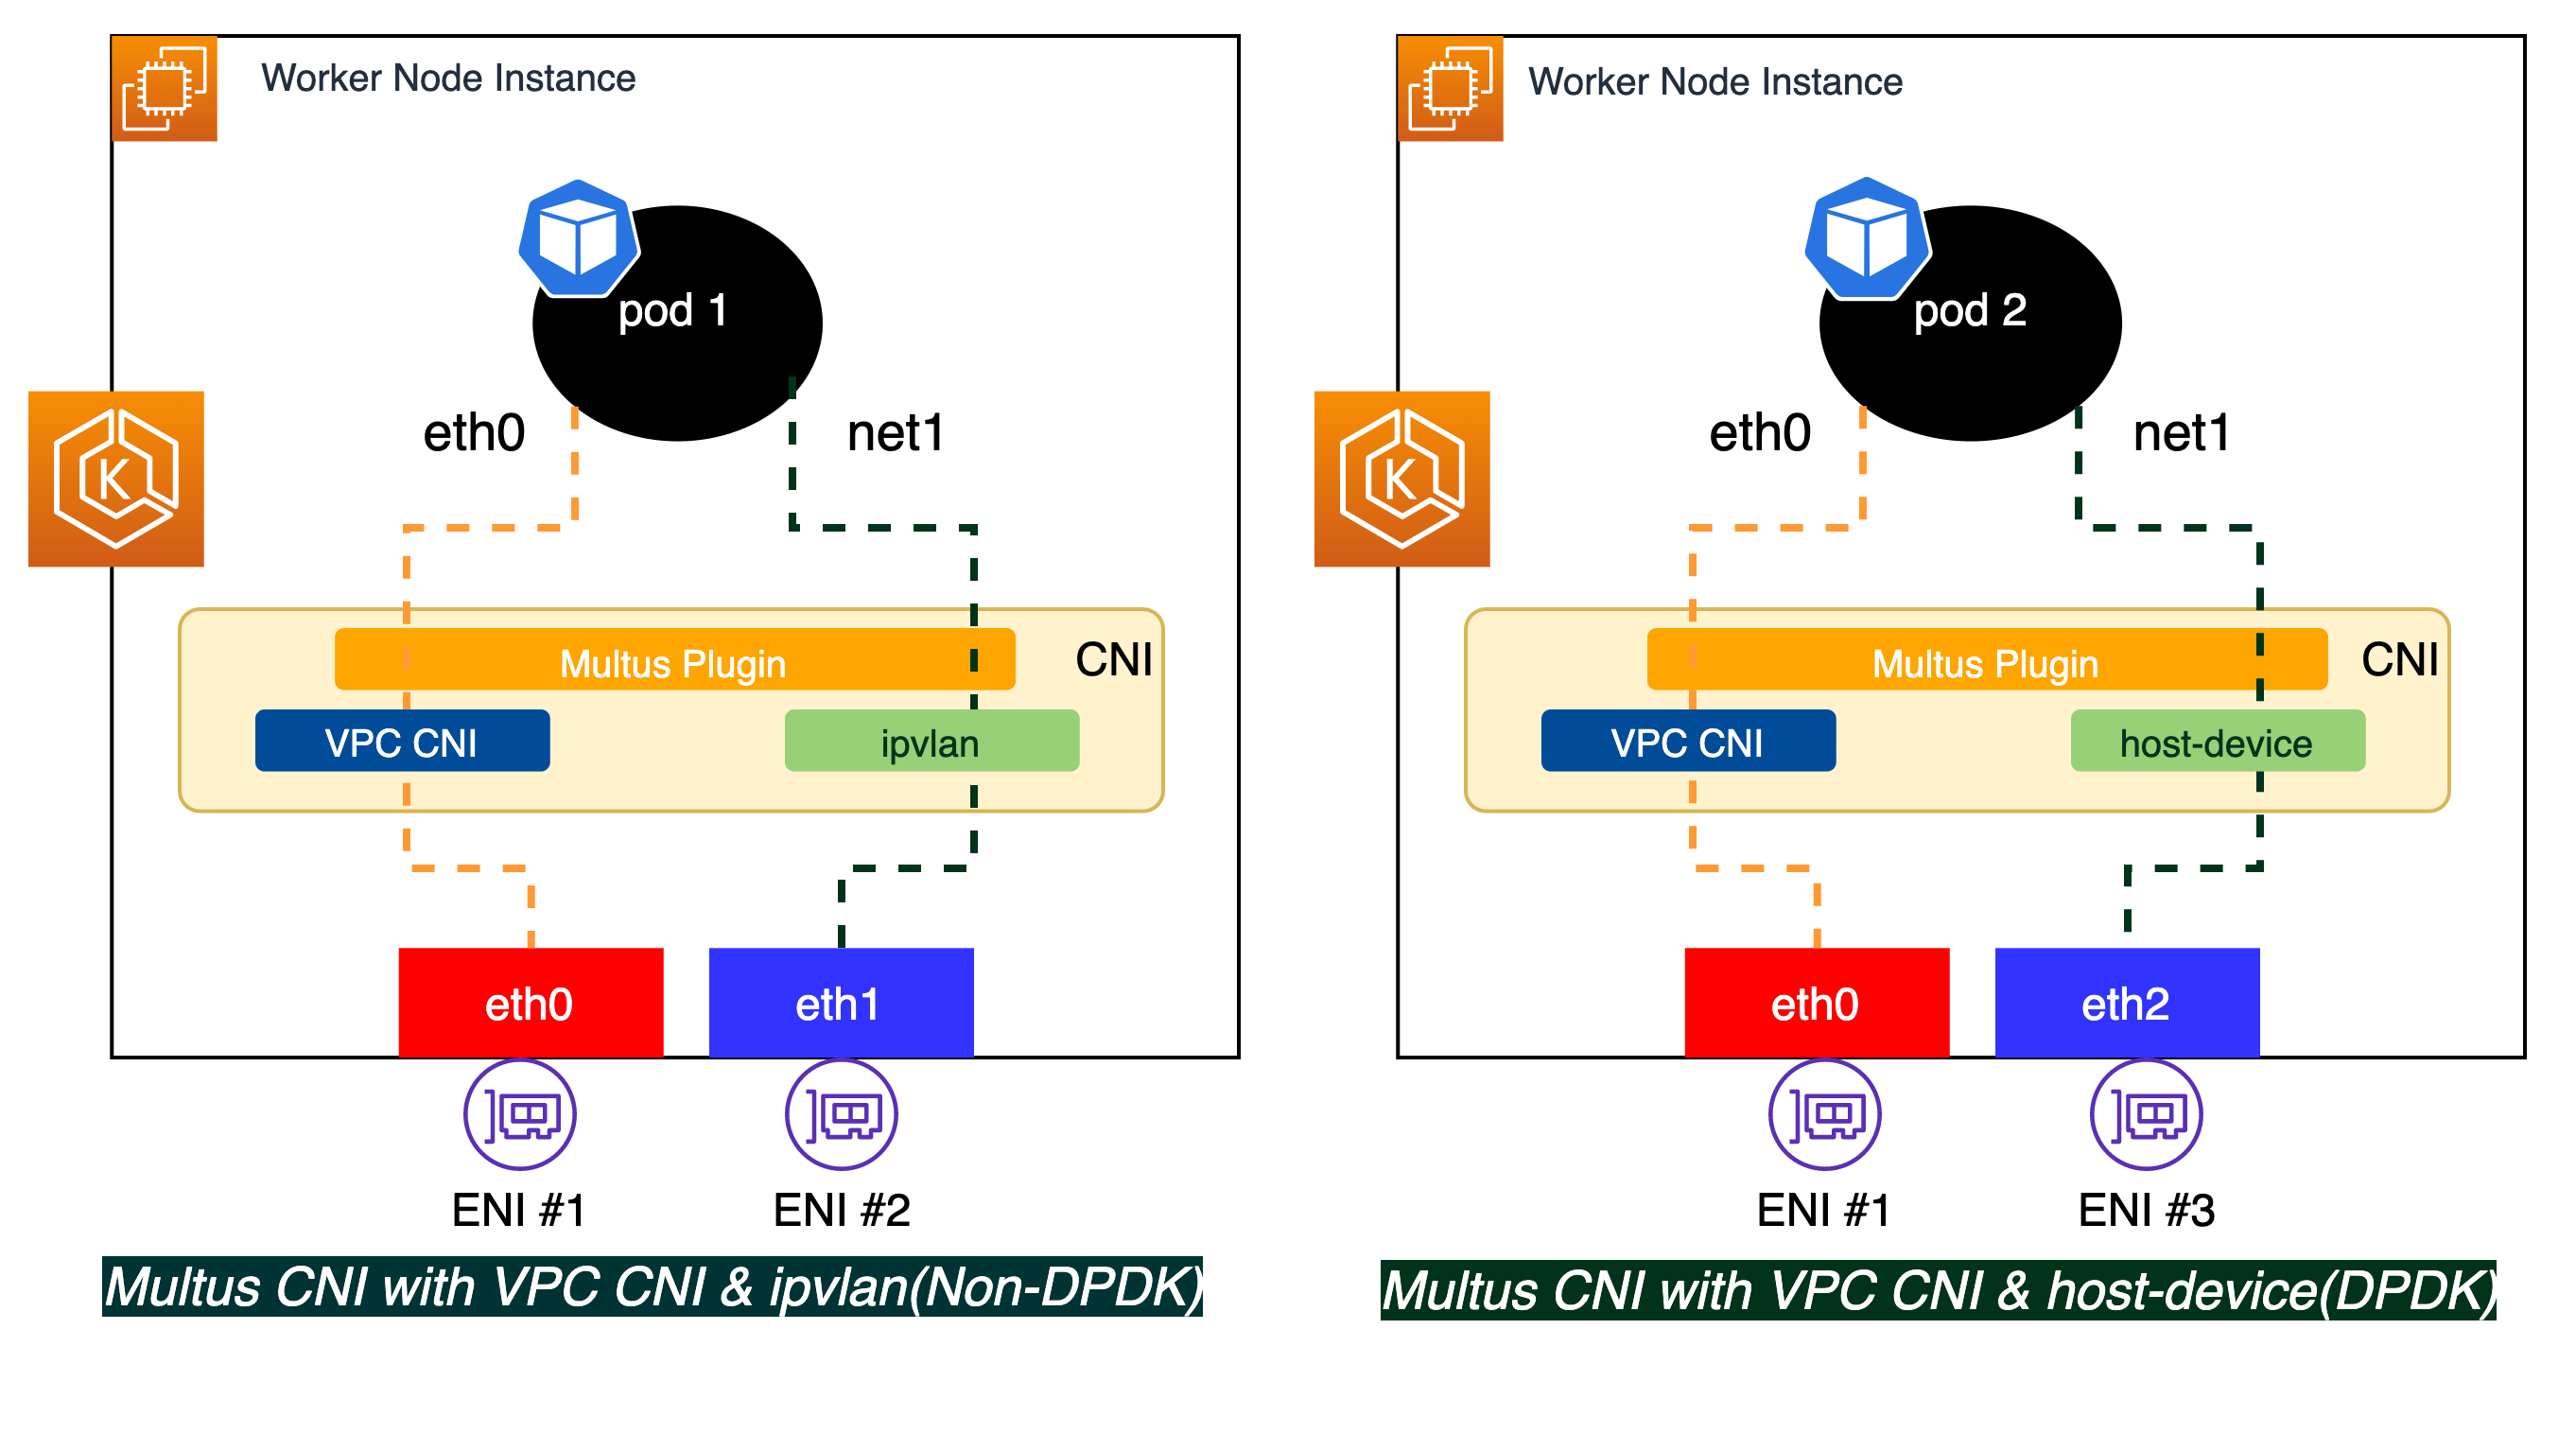 Worker Node Instance
pod 1
eth0
net1
K
Multus Plugin
CNI
VPC CNI
ipvlan
eth0
eth1
ENI #1
ENI #2
Multus CNI with VPC CNI & ipvlan(Non-DPDK)
Worker Node Instance
pod 2
eth0
net1
K
Multus Plugin
CNI
VPC CNI
host-device
eth0
eth2
ENI #1
ENI #3
Multus CNI with VPC CNI & host-device(DPDK)